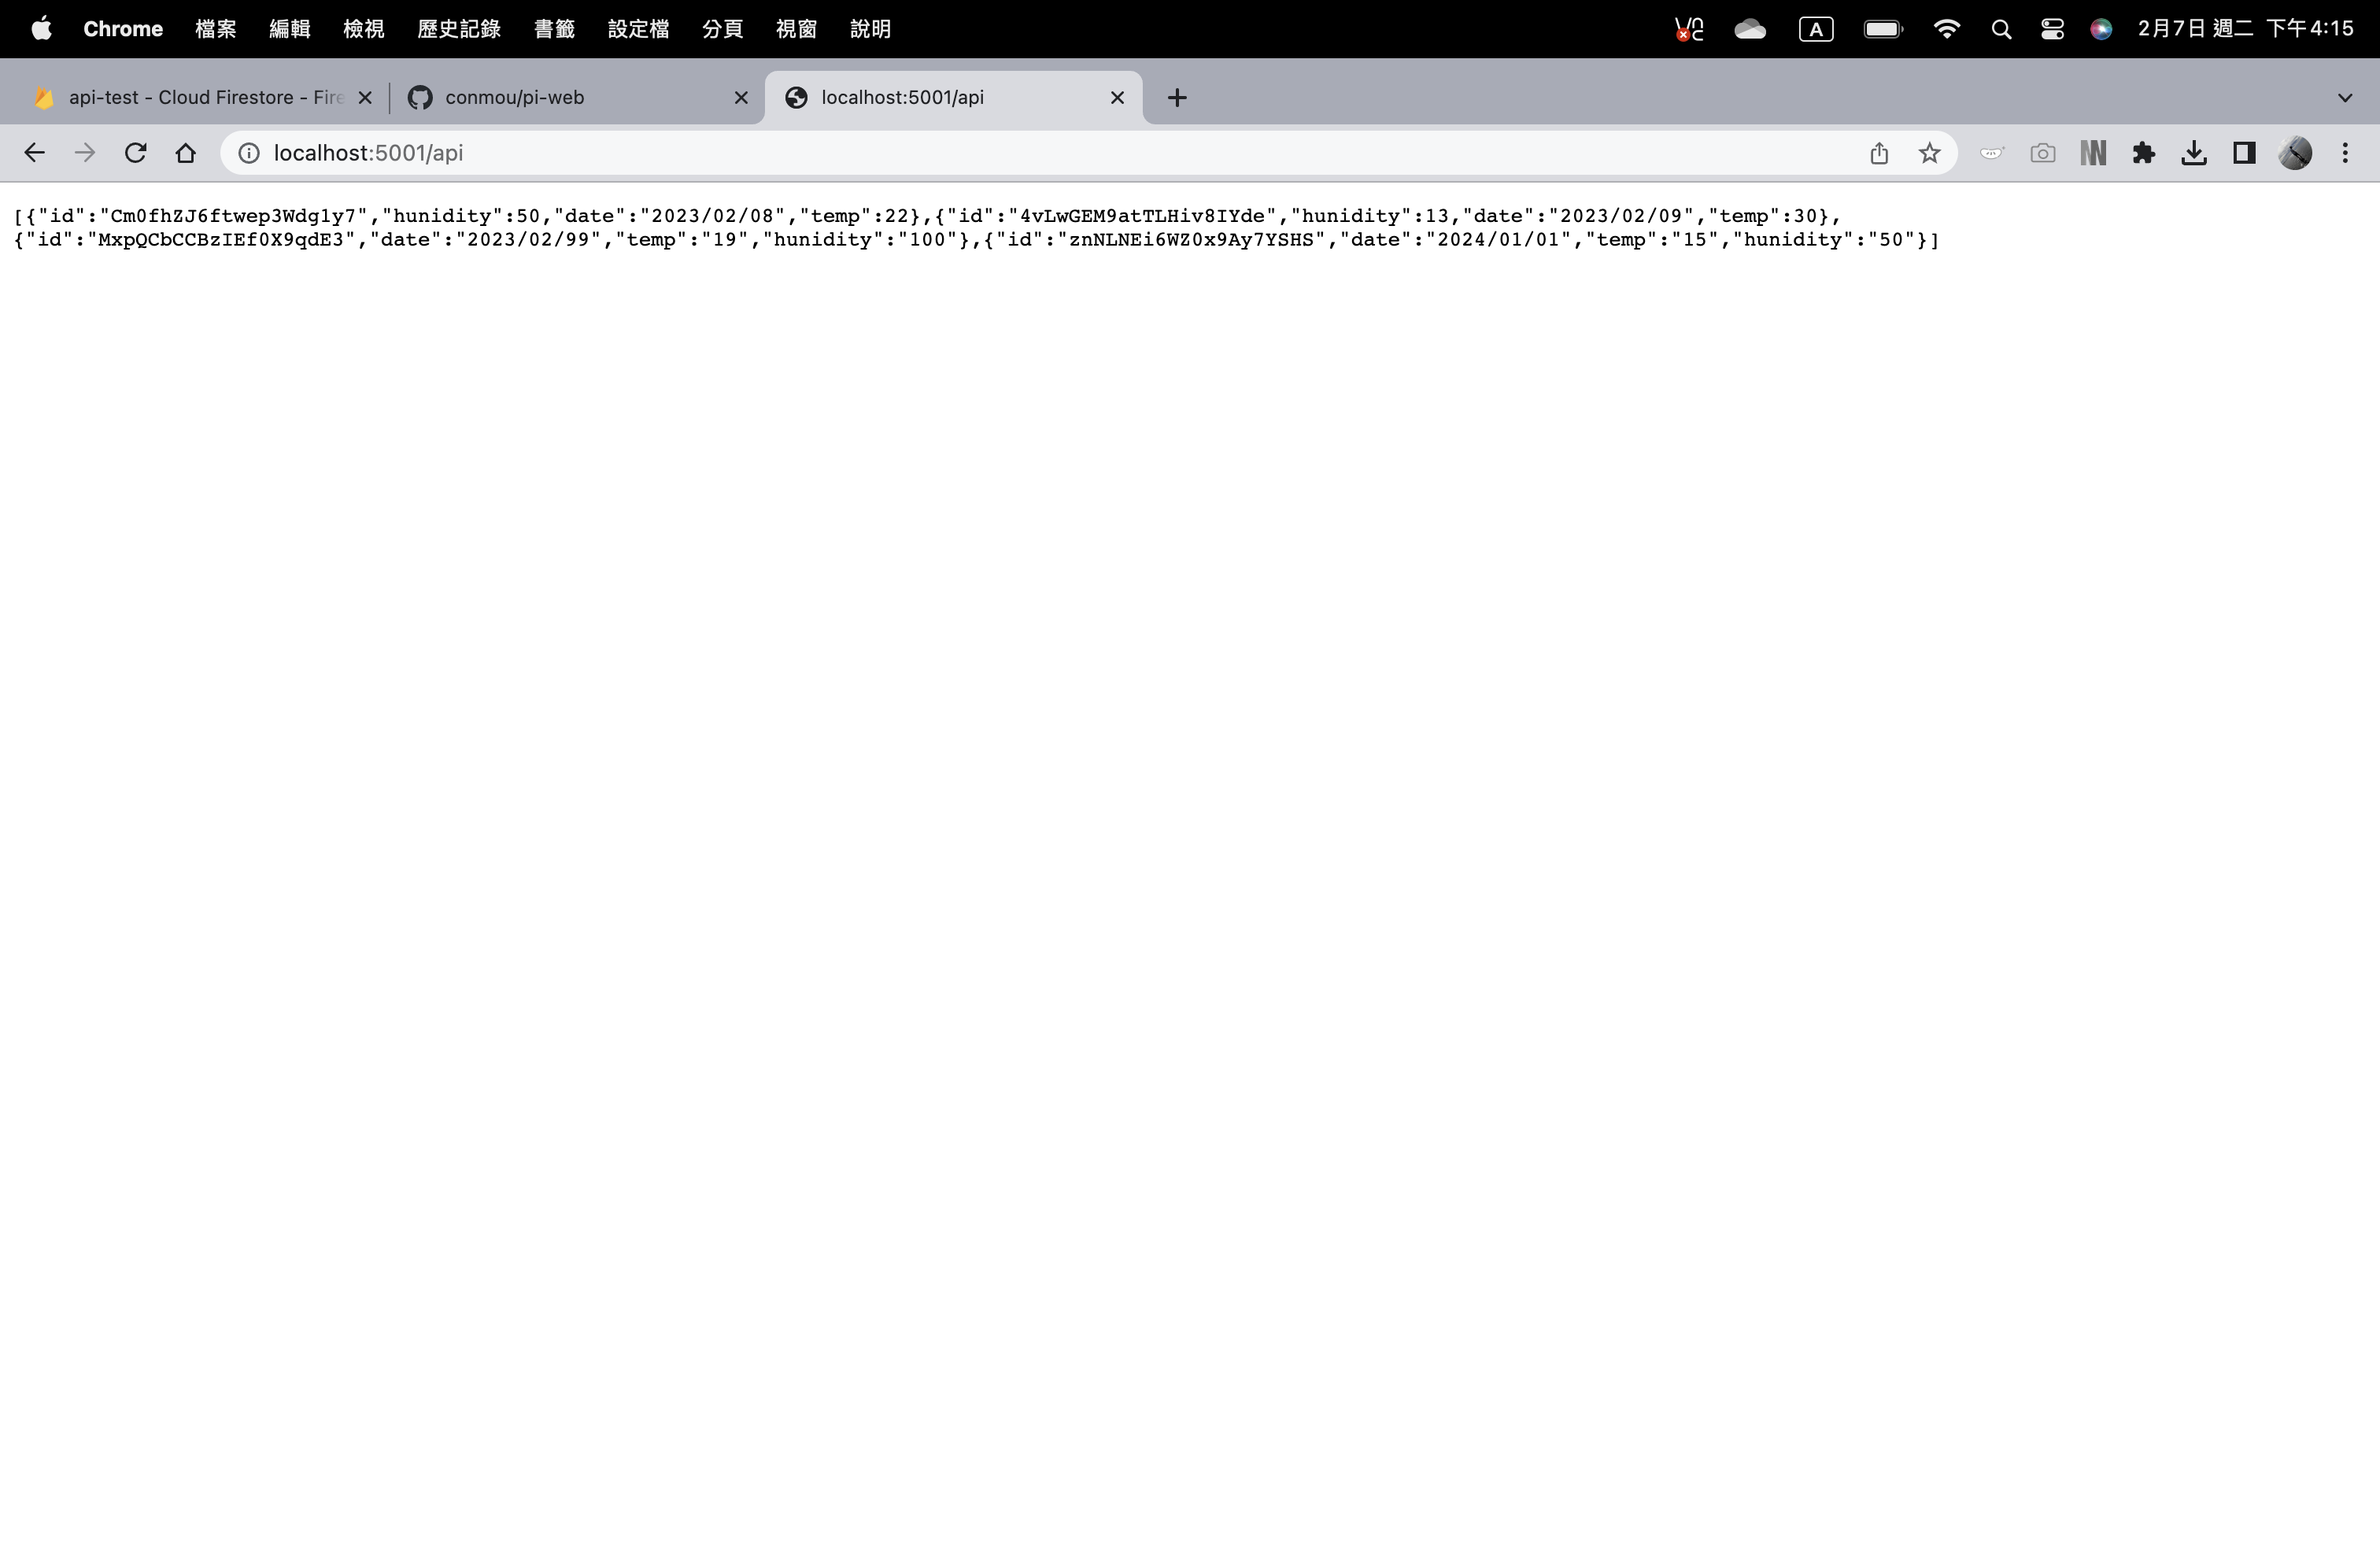 Chrome 檔案 編輯 檢視 歷史記錄 書籤 設定檔 分頁 視窗 說明 A 2月7日 週二 下午4:15
api-test - Cloud Firestore - Fire conmou/pi-web localhost:5001/api
localhost:5001/api
[{"id":"Cm0fhZJ6ftwep3Wdg1y7","hunidity":50,"date":"2023/02/08","temp":22},{"id":"4vLwGEM9atTLHiv8IYde","hunidity":13,"date":"2023/02/09","temp":30},
{"id":"MxpQCbCCBzIEf0X9qdE3","date":"2023/02/99","temp":"19","hunidity":"100"},{"id":"znNLNEi6WZ0x9Ay7YSHS","date":"2024/01/01","temp":"15","hunidity":"50"}]